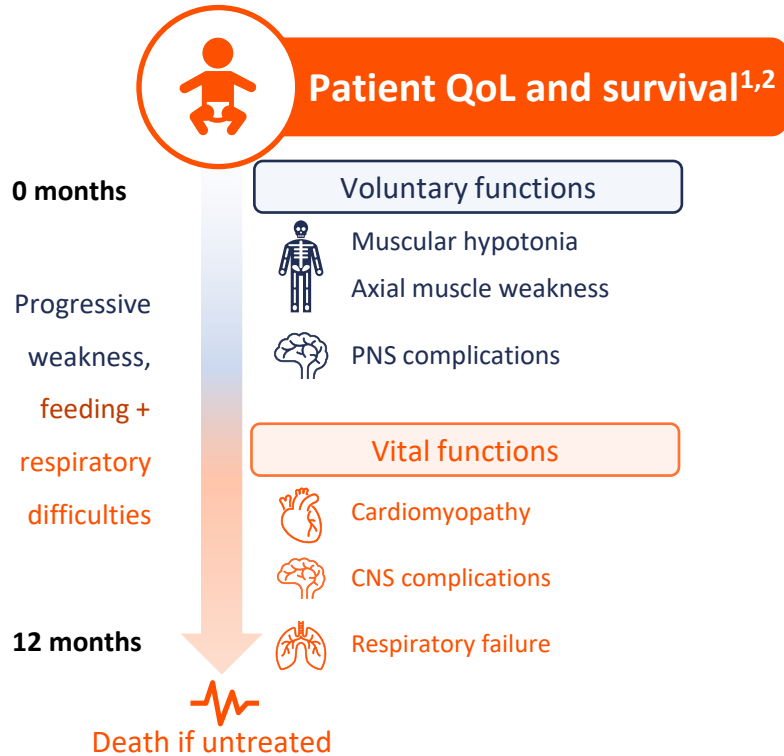 Patient QoL and survival1,2
0 months
Voluntary functions
Muscular hypotonia
Axial muscle weakness
PNS complications
Progressive
weakness,
feeding +
respiratory
difficulties
Vital functions
Cardiomyopathy
CNS complications
Respiratory failure
12 months
Death if untreated